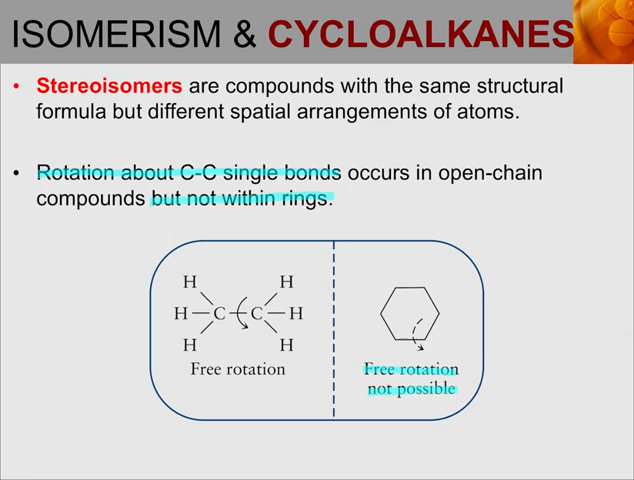 ISOMERISM & CYCLOALKANES
• Stereoisomers are compounds with the same structural
formula but different spatial arrangements of atoms.
• Rotation about C-C single bonds occurs in open-chain
compounds but not within rings.
H H
H C C H
H H
Free rotation
Free rotation
not possible